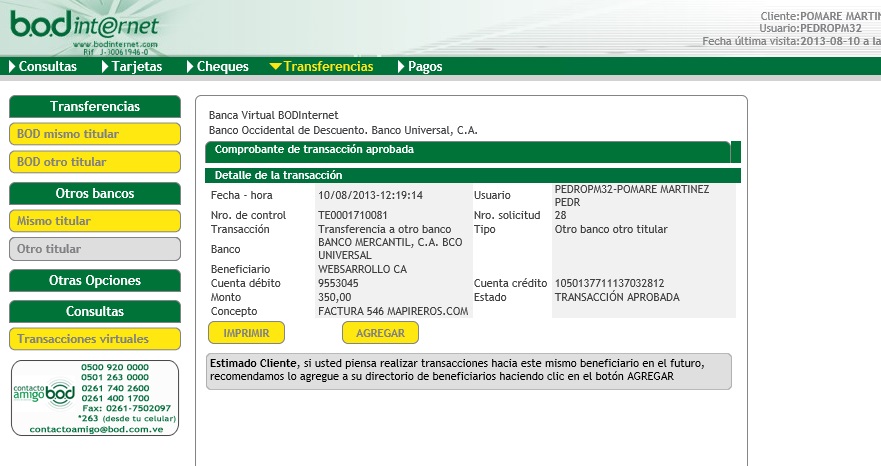 b.o.d internet
www.bodinternet.com
Rif J-30061946-0
Cliente:POMARE MARTIN
Usuario:PEDROPM32
Fecha última visita:2013-08-10 a la
Consultas Tarjetas Cheques Transferencias Pagos
Transferencias
BOD mismo titular
BOD otro titular
Otros bancos
Mismo titular
Otro titular
Otras Opciones
Consultas
Transacciones virtuales
contacto amigo bod
0500 920 0000
0501 263 0000
0261 740 2600
0261 400 1700
Fax: 0261-7502097
*263 (desde tu celular)
contactoamigo@bod.com.ve
Banca Virtual BODInternet
Banco Occidental de Descuento. Banco Universal, C.A.
Comprobante de transacción aprobada
Detalle de la transacción
Fecha - hora 10/08/2013-12:19:14 Usuario PEDROPM32-POMARE MARTINEZ PEDR
Nro. de control TE0001710081 Nro. solicitud 28
Transacción Transferencia a otro banco Tipo Otro banco otro titular
Banco BANCO MERCANTIL, C.A. BCO UNIVERSAL
Beneficiario WEBSARROLLO CA
Cuenta débito 9553045 Cuenta crédito 1050137711137032812
Monto 350,00 Estado TRANSACCIÓN APROBADA
Concepto FACTURA 546 MAPIREROS.COM
IMPRIMIR AGREGAR
Estimado Cliente, si usted piensa realizar transacciones hacia este mismo beneficiario en el futuro,
recomendamos lo agregue a su directorio de beneficiarios haciendo clic en el botón AGREGAR